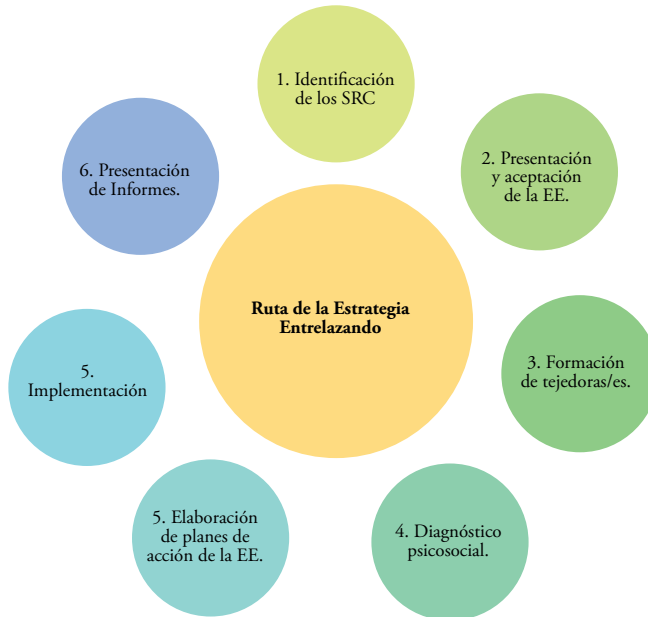 Ruta de la Estrategia
Entrelazando
1. Identificación
de los SRC
2. Presentación
y aceptación
de la EE.
3. Formación
de tejedoras/es.
4. Diagnóstico
psicosocial.
5. Elaboración
de planes de
acción de la EE.
5.
Implementación
6. Presentación
de Informes.